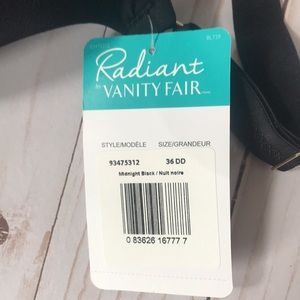 Radiant
by
VANITY FAIR
STYLE/MODÈLE SIZE/GRANDEUR
93475312 36 DD
Midnight Black / Nuit noire
0 83626 16777 7